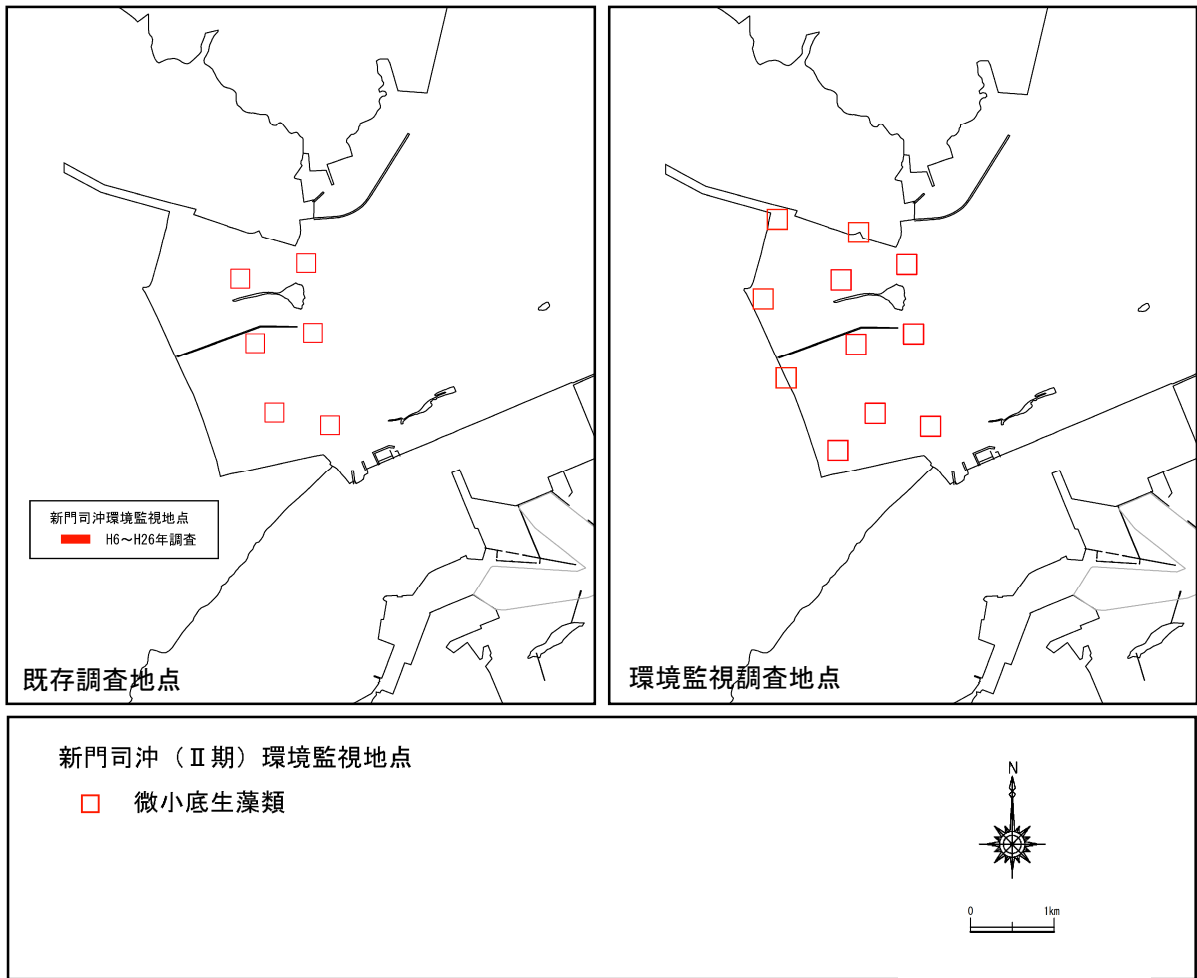 新門司沖環境監視地点
H6～H26年調査
既存調査地点
環境監視調査地点
新門司沖（Ⅱ期）環境監視地点
微小底生藻類
N
0 1km